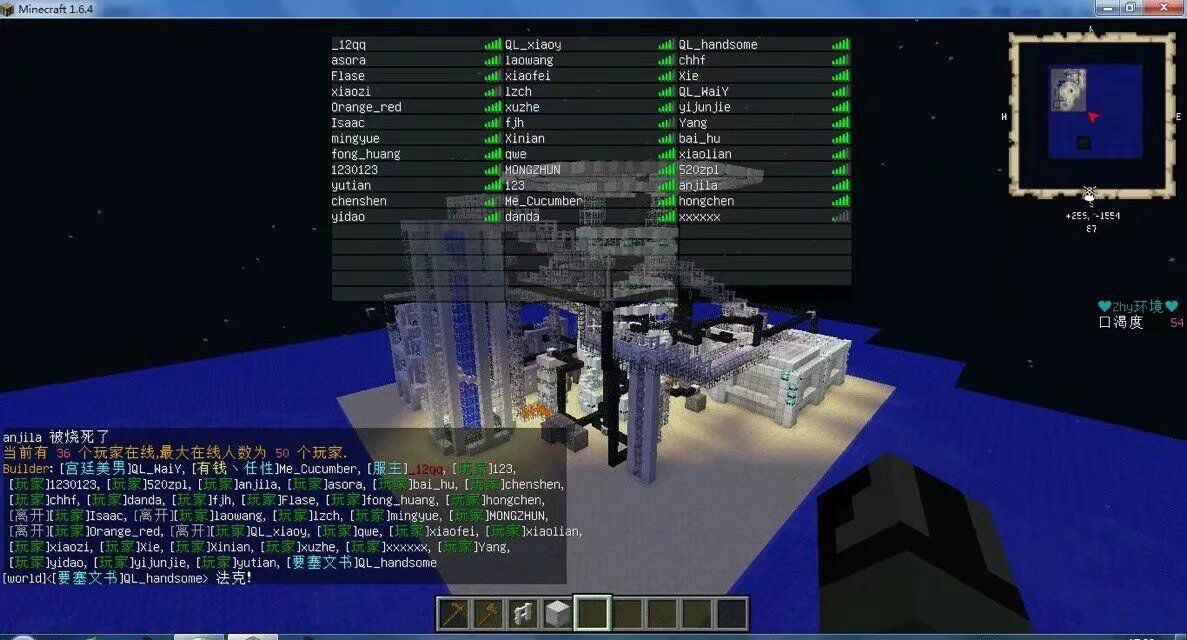 Minecraft 1.6.4
_12qq QL_xiaoy QL_handsome
asora laowang chhf
Flase xiaofei Xie
xiaozi lzch QL_WaiY
Orange_red xuzhe yijunjie
Isaac fjh Yang
mingyue Xinian bai_hu
fong_huang qwe xiaolian
1230123 MONGZHUN 520zpl
yutian 123 anjila
chenshen Me_Cucumber hongchen
yidao danda xxxxxx
E
+259, -1554
67
zhy环境
口渴度 54
anjila 被烧死了
当前有 36 个玩家在线,最大在线人数为 50 个玩家.
Builder: [宫廷美男]QL_WaiY, [有钱丶任性]Me_Cucumber, [服主]_12qq, [玩家]123,
[玩家]1230123, [玩家]520zpl, [玩家]anjila, [玩家]asora, [玩家]bai_hu, [玩家]chenshen,
[玩家]chhf, [玩家]danda, [玩家]fjh, [玩家]Flase, [玩家]fong_huang, [玩家]hongchen,
[离开][玩家]Isaac, [离开][玩家]laowang, [玩家]lzch, [玩家]mingyue, [玩家]MONGZHUN,
[离开][玩家]Orange_red, [离开][玩家]QL_xiaoy, [玩家]qwe, [玩家]xiaofei, [玩家]xiaolian,
[玩家]xiaozi, [玩家]Xie, [玩家]Xinian, [玩家]xuzhe, [玩家]xxxxxx, [玩家]Yang,
[玩家]yidao, [玩家]yijunjie, [玩家]yutian, [要塞文书]QL_handsome
[world]<[要塞文书]QL_handsome> 法克!